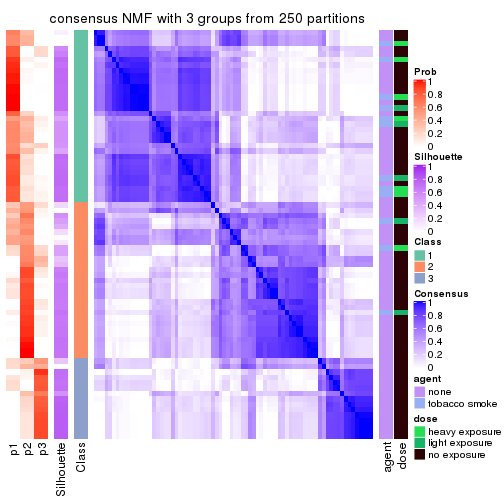 consensus NMF with 3 groups from 250 partitions
Prob
1
0.8
0.6
0.4
0.2
0
Silhouette
1
0.8
0.6
0.4
0.2
0
Class
1
2
3
Consensus
1
0.8
0.6
0.4
0.2
0
agent
none
tobacco smoke
dose
heavy exposure
light exposure
no exposure
p1
p2
p3
Silhouette
Class
agent
dose